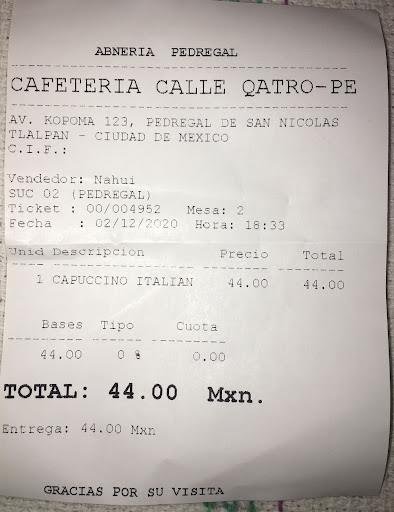 ABNERIA PEDREGAL
CAFETERIA CALLE QATRO-PE
AV. KOPOMA 123, PEDREGAL DE SAN NICOLAS
TLALPAN - CIUDAD DE MEXICO
C.I.F.:
Vendedor: Nahui
SUC 02 (PEDREGAL)
Ticket : 00/004952 Mesa: 2
Fecha : 02/12/2020 Hora: 18:33
Unid Descripcion Precio Total
1 CAPUCCINO ITALIAN 44.00 44.00
Bases Tipo Cuota
44.00 0 % 0.00
TOTAL: 44.00 Mxn.
Entrega: 44.00 Mxn
GRACIAS POR SU VISITA